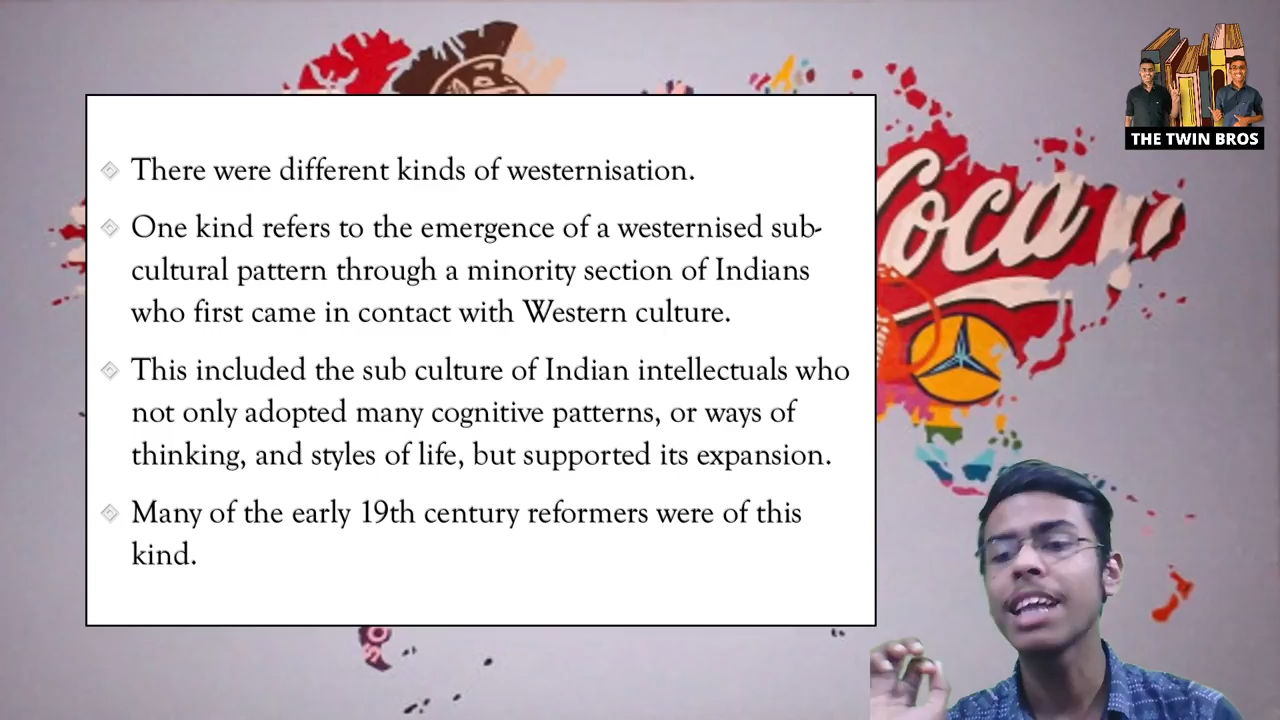 There were different kinds of westernisation.
One kind refers to the emergence of a westernised sub-
cultural pattern through a minority section of Indians
who first came in contact with Western culture.
This included the sub culture of Indian intellectuals who
not only adopted many cognitive patterns, or ways of
thinking, and styles of life, but supported its expansion.
Many of the early 19th century reformers were of this
kind.
THE TWIN BROS
Coca